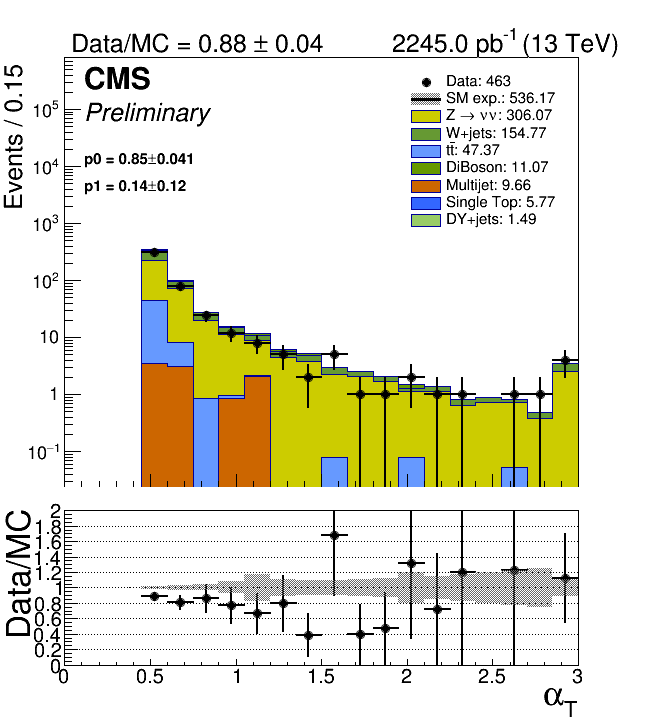 Data/MC = 0.88 ± 0.04
2245.0 pb⁻¹ (13 TeV)
CMS
Preliminary
p0 = 0.85±0.041
p1 = 0.14±0.12
Data: 463
SM exp.: 536.17
Z → νν: 306.07
W+jets: 154.77
tt̄: 47.37
DiBoson: 11.07
Multijet: 9.66
Single Top: 5.77
DY+jets: 1.49
Events / 0.15
10⁵
10⁴
10³
10²
10
1
10⁻¹
Data/MC
2
1.8
1.6
1.4
1.2
1
0.8
0.6
0.4
0.2
0
0 0.5 1 1.5 2 2.5 3
α_T